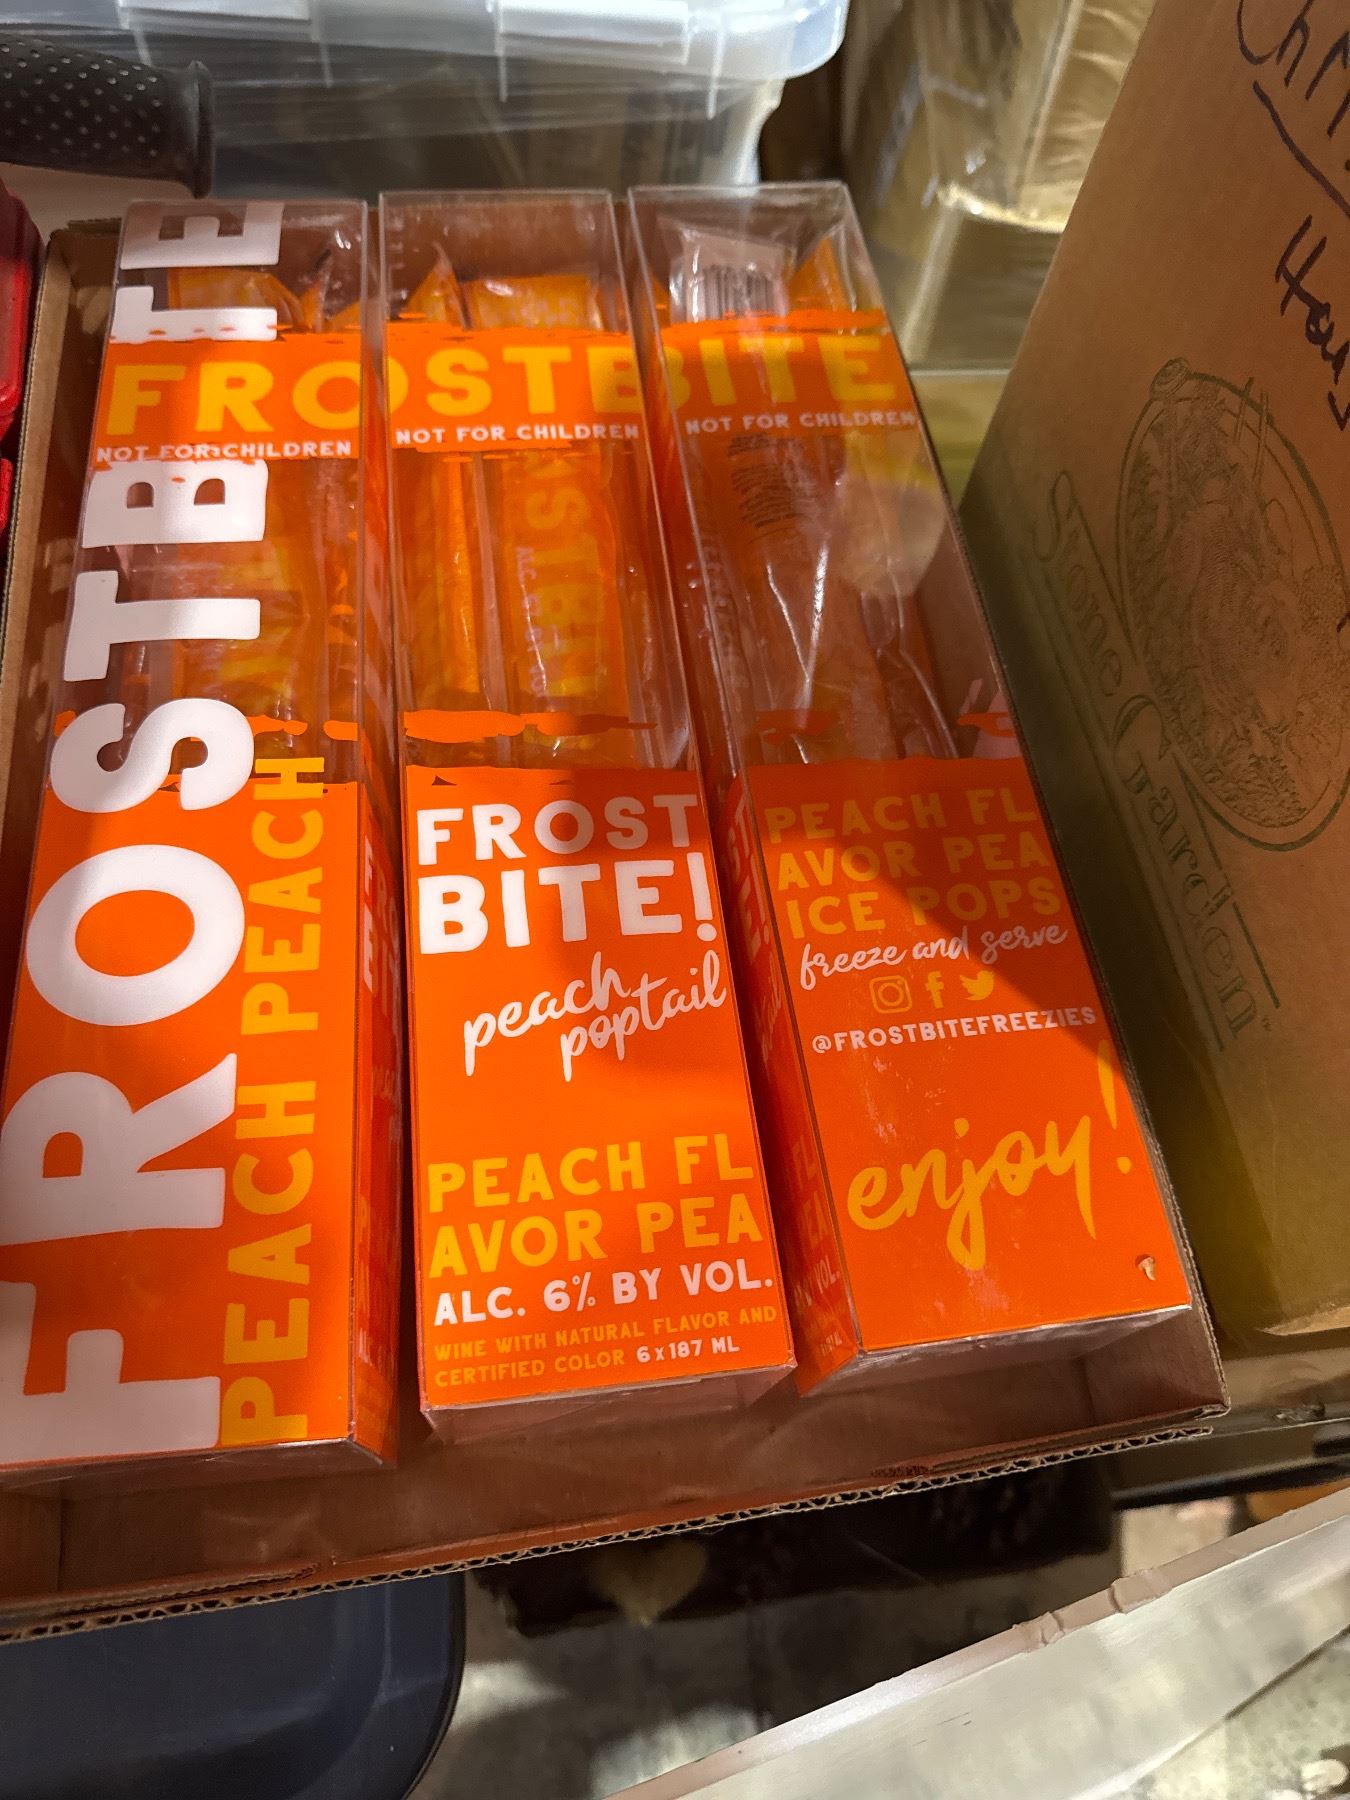 FROSTBITE
PEACH PEACH PEACH
FROSTBITE
NOT FOR CHILDREN
NOT FOR CHILDREN
NOT FOR CHILDREN
FROST
BITE!
peach
poptail
PEACH FL
AVOR PEA
ALC. 6% BY VOL.
WINE WITH NATURAL FLAVOR AND
CERTIFIED COLOR 6x187 ML
PEACH FL
AVOR PEA
ICE POPS
freeze and serve
@FROSTBITEFREEZIES
enjoy!
Stone Garden